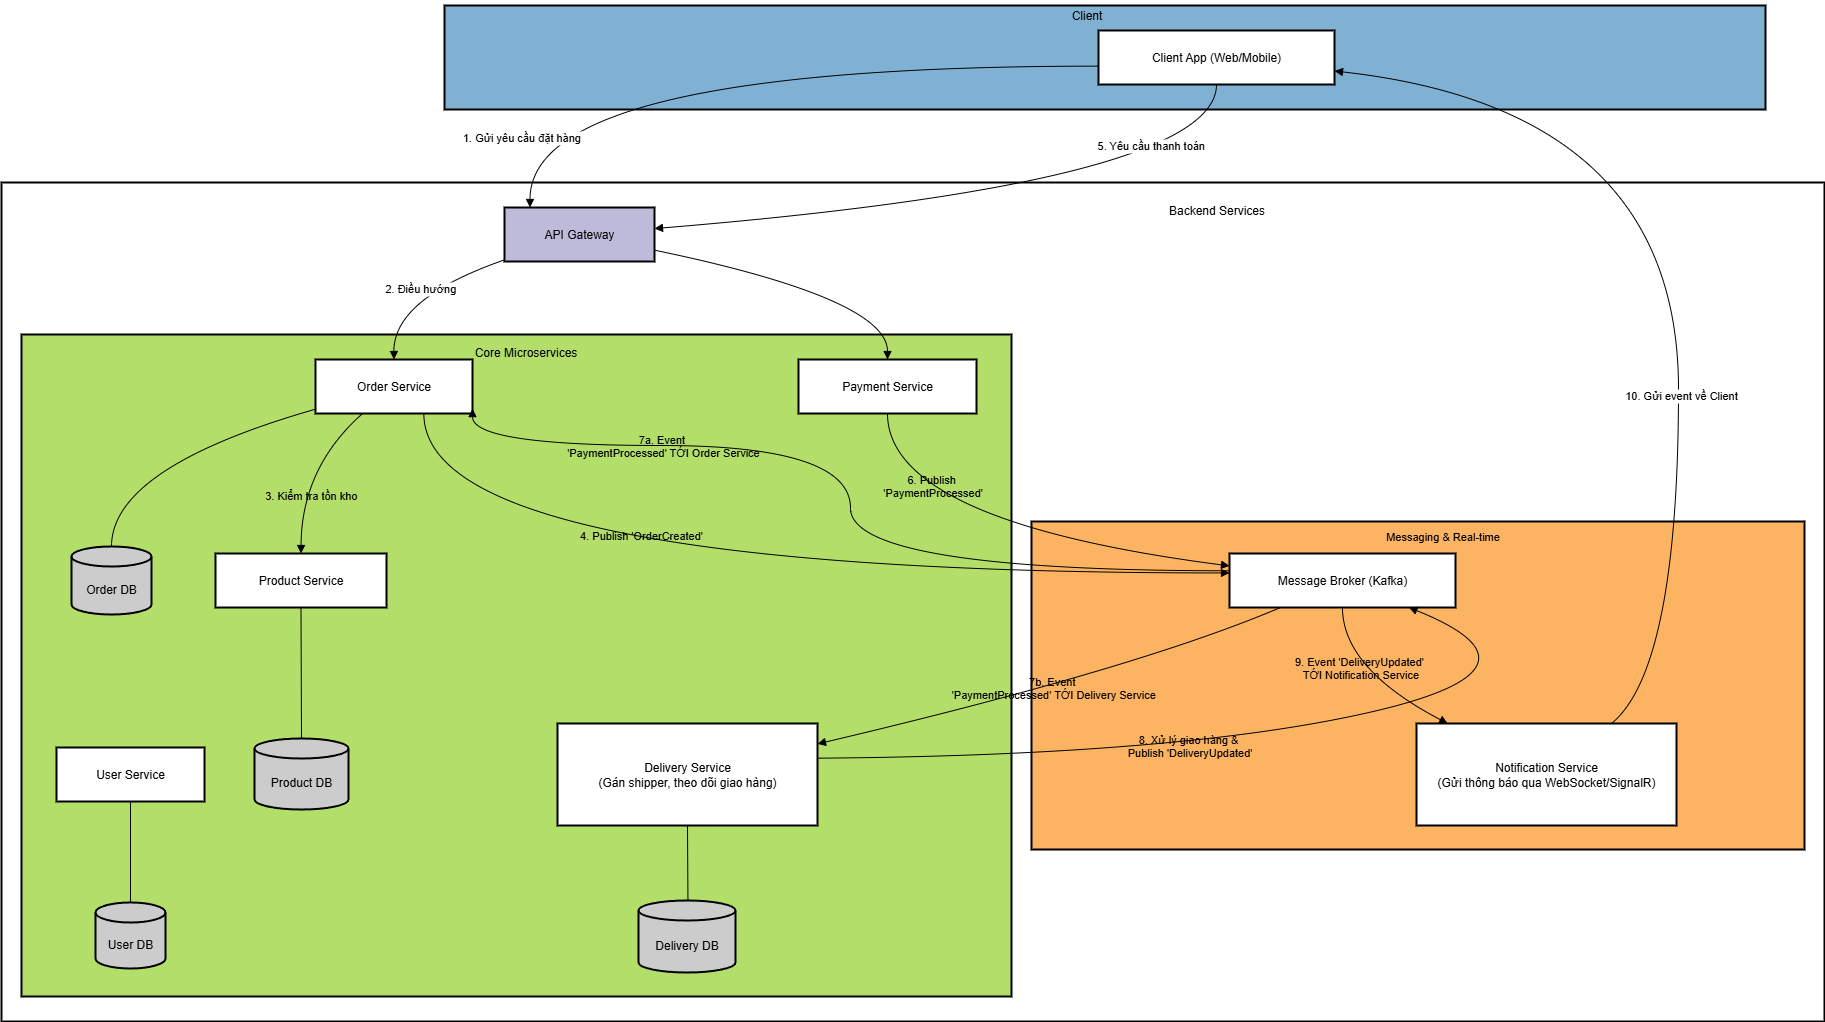 Client
Client App (Web/Mobile)
1. Gửi yêu cầu đặt hàng
5. Yêu cầu thanh toán
Backend Services
API Gateway
2. Điều hướng
Core Microservices
Order Service
Payment Service
10. Gửi event về Client
7a. Event
'PaymentProcessed' TỚI Order Service
6. Publish
'PaymentProcessed'
3. Kiểm tra tồn kho
4. Publish 'OrderCreated'
Messaging & Real-time
Order DB
Product Service
Message Broker (Kafka)
9. Event 'DeliveryUpdated'
TỚI Notification Service
7b. Event
'PaymentProcessed' TỚI Delivery Service
8. Xử lý giao hàng &
Publish 'DeliveryUpdated'
User Service
Product DB
Delivery Service
(Gán shipper, theo dõi giao hàng)
Notification Service
(Gửi thông báo qua WebSocket/SignalR)
User DB
Delivery DB